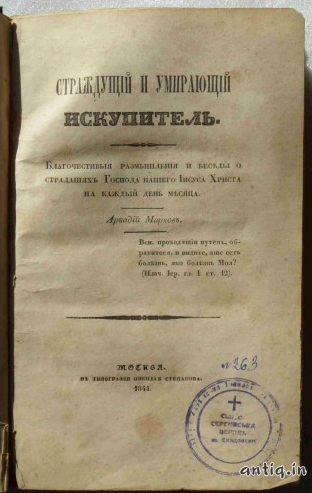 СТРАЖДУЩІЙ И УМИРАЮЩІЙ
ИСКУПИТЕЛЬ.
Благочестивыя размышленія и бесѣды о
страданіяхъ Господа нашего Іисуса Христа
на каждый день мѣсяца.
Аркадій Марковъ.
Вси, проходящіи путемъ, об-
ратитеся, и видите, аще есть
болѣзнь, яко болѣзнь Моя?
(Плач. Іер. гл. 1. ст. 12).
МОСКВА.
ВЪ ТИПОГРАФІИ НИКОЛАЯ СТЕПАНОВА.
1844.
№263
antiq.in